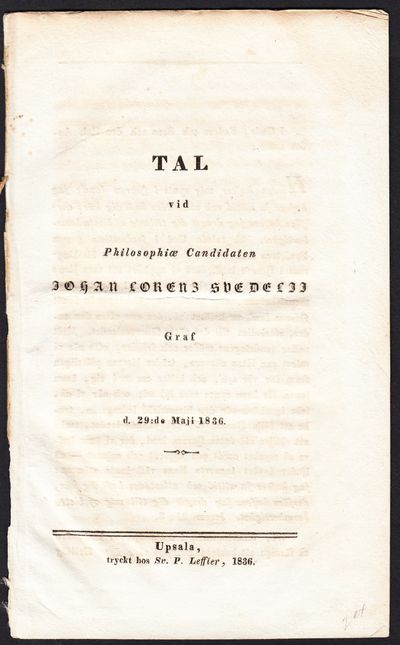 TAL
vid
Philosophiæ Candidaten
JOHAN LORENZ SVEDELII
Graf
d. 29:de Maji 1836.
Upsala,
tryckt hos Sv. P. Leffler, 1836.